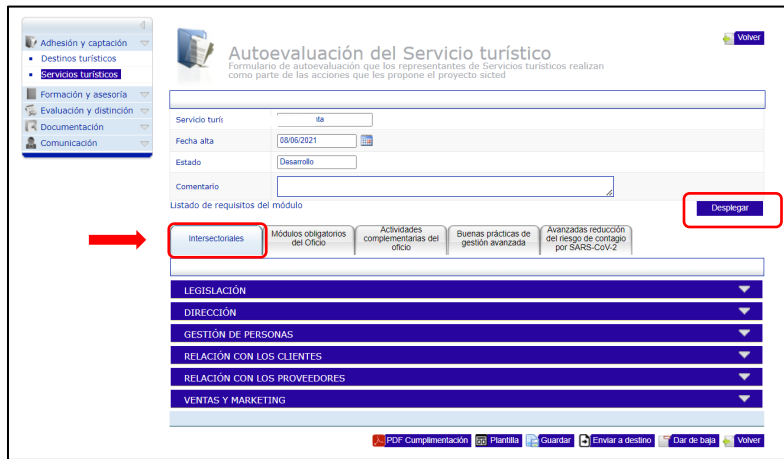 Adhesión y captación
Destinos turísticos
Servicios turísticos
Formación y asesoría
Evaluación y distinción
Documentación
Comunicación
Volver
Autoevaluación del Servicio turístico
Formulario de autoevaluación que los representantes de Servicios turísticos realizan
como parte de las acciones que les propone el proyecto sicted
Servicio turís
Fecha alta
08/06/2021
Estado
Desarrollo
Comentario
Listado de requisitos del módulo
Desplegar
Intersectoriales
Módulos obligatorios
del Oficio
Actividades
complementarias del
oficio
Buenas prácticas de
gestión avanzada
Avanzadas reducción
del riesgo de contagio
por SARS-CoV-2
LEGISLACIÓN
DIRECCIÓN
GESTIÓN DE PERSONAS
RELACIÓN CON LOS CLIENTES
RELACIÓN CON LOS PROVEEDORES
VENTAS Y MARKETING
PDF Cumplimentación Plantilla Guardar Enviar a destino Dar de baja Volver